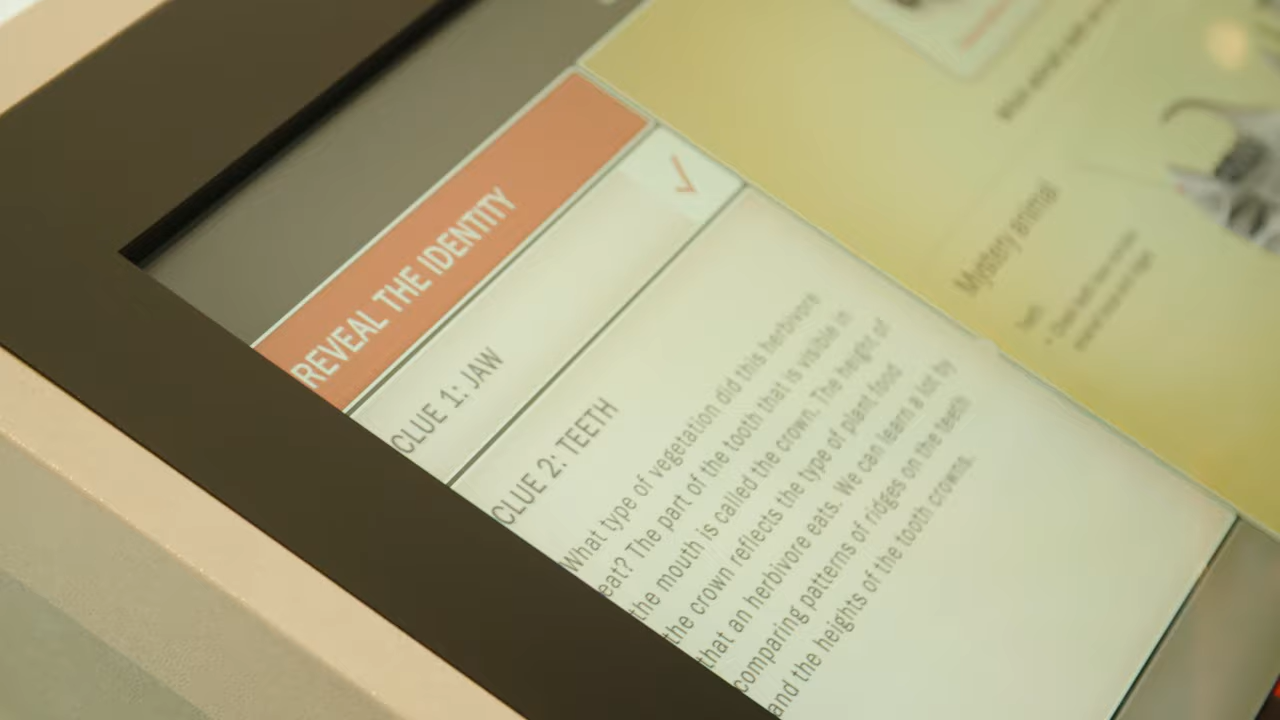 REVEAL THE IDENTITY
CLUE 1: JAW
CLUE 2: TEETH
What type of vegetation did this herbivore
eat? The part of the tooth that is visible in
the mouth is called the crown. The height of
the crown reflects the type of plant food
that an herbivore eats. We can learn a lot by
comparing patterns of ridges on the teeth
and the heights of the tooth crowns.
Mystery animal